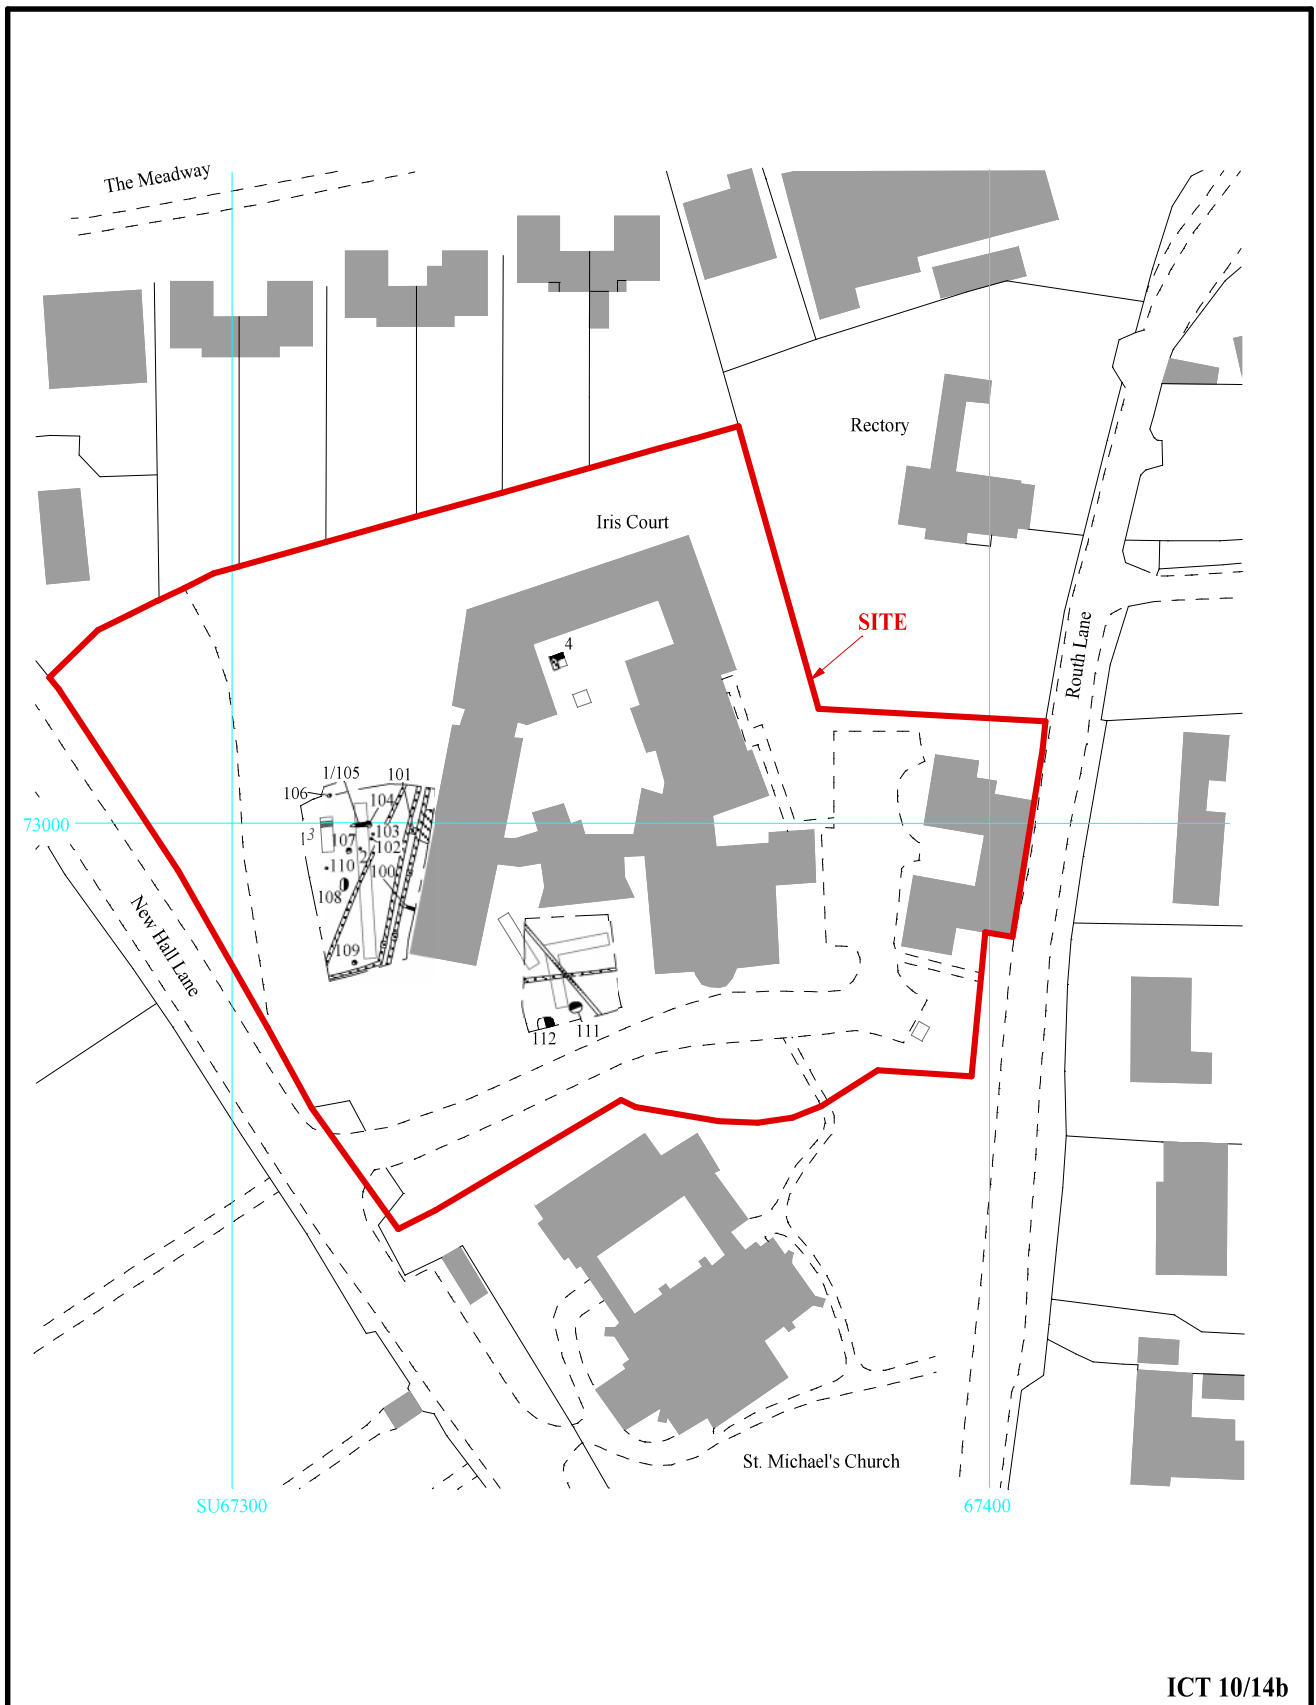 The Meadway
Rectory
Iris Court
SITE
Routh Lane
4
1/105
101
106
104
3
103
107
102
2
110
100
108
109
73000
New Hall Lane
111
112
St. Michael's Church
SU67300
67400
ICT 10/14b